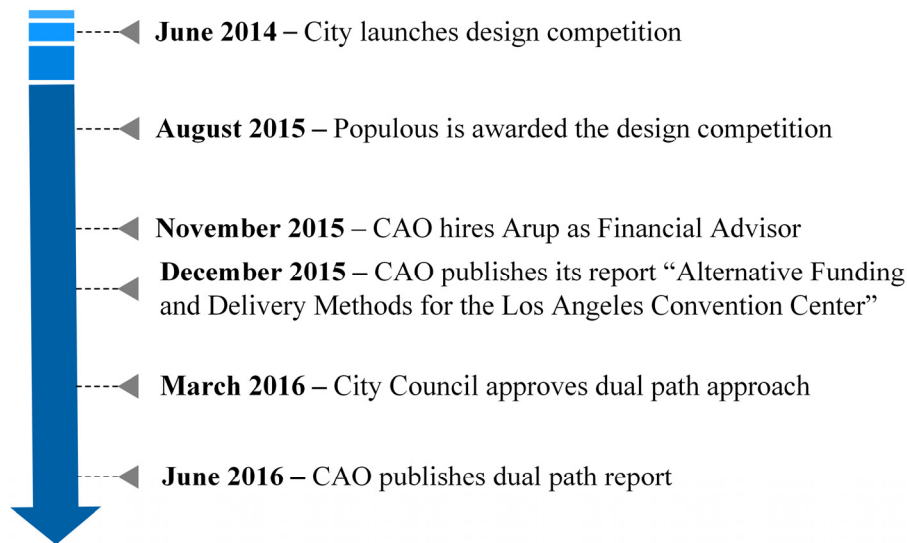 June 2014 – City launches design competition
August 2015 – Populous is awarded the design competition
November 2015 – CAO hires Arup as Financial Advisor
December 2015 – CAO publishes its report “Alternative Funding
and Delivery Methods for the Los Angeles Convention Center”
March 2016 – City Council approves dual path approach
June 2016 – CAO publishes dual path report